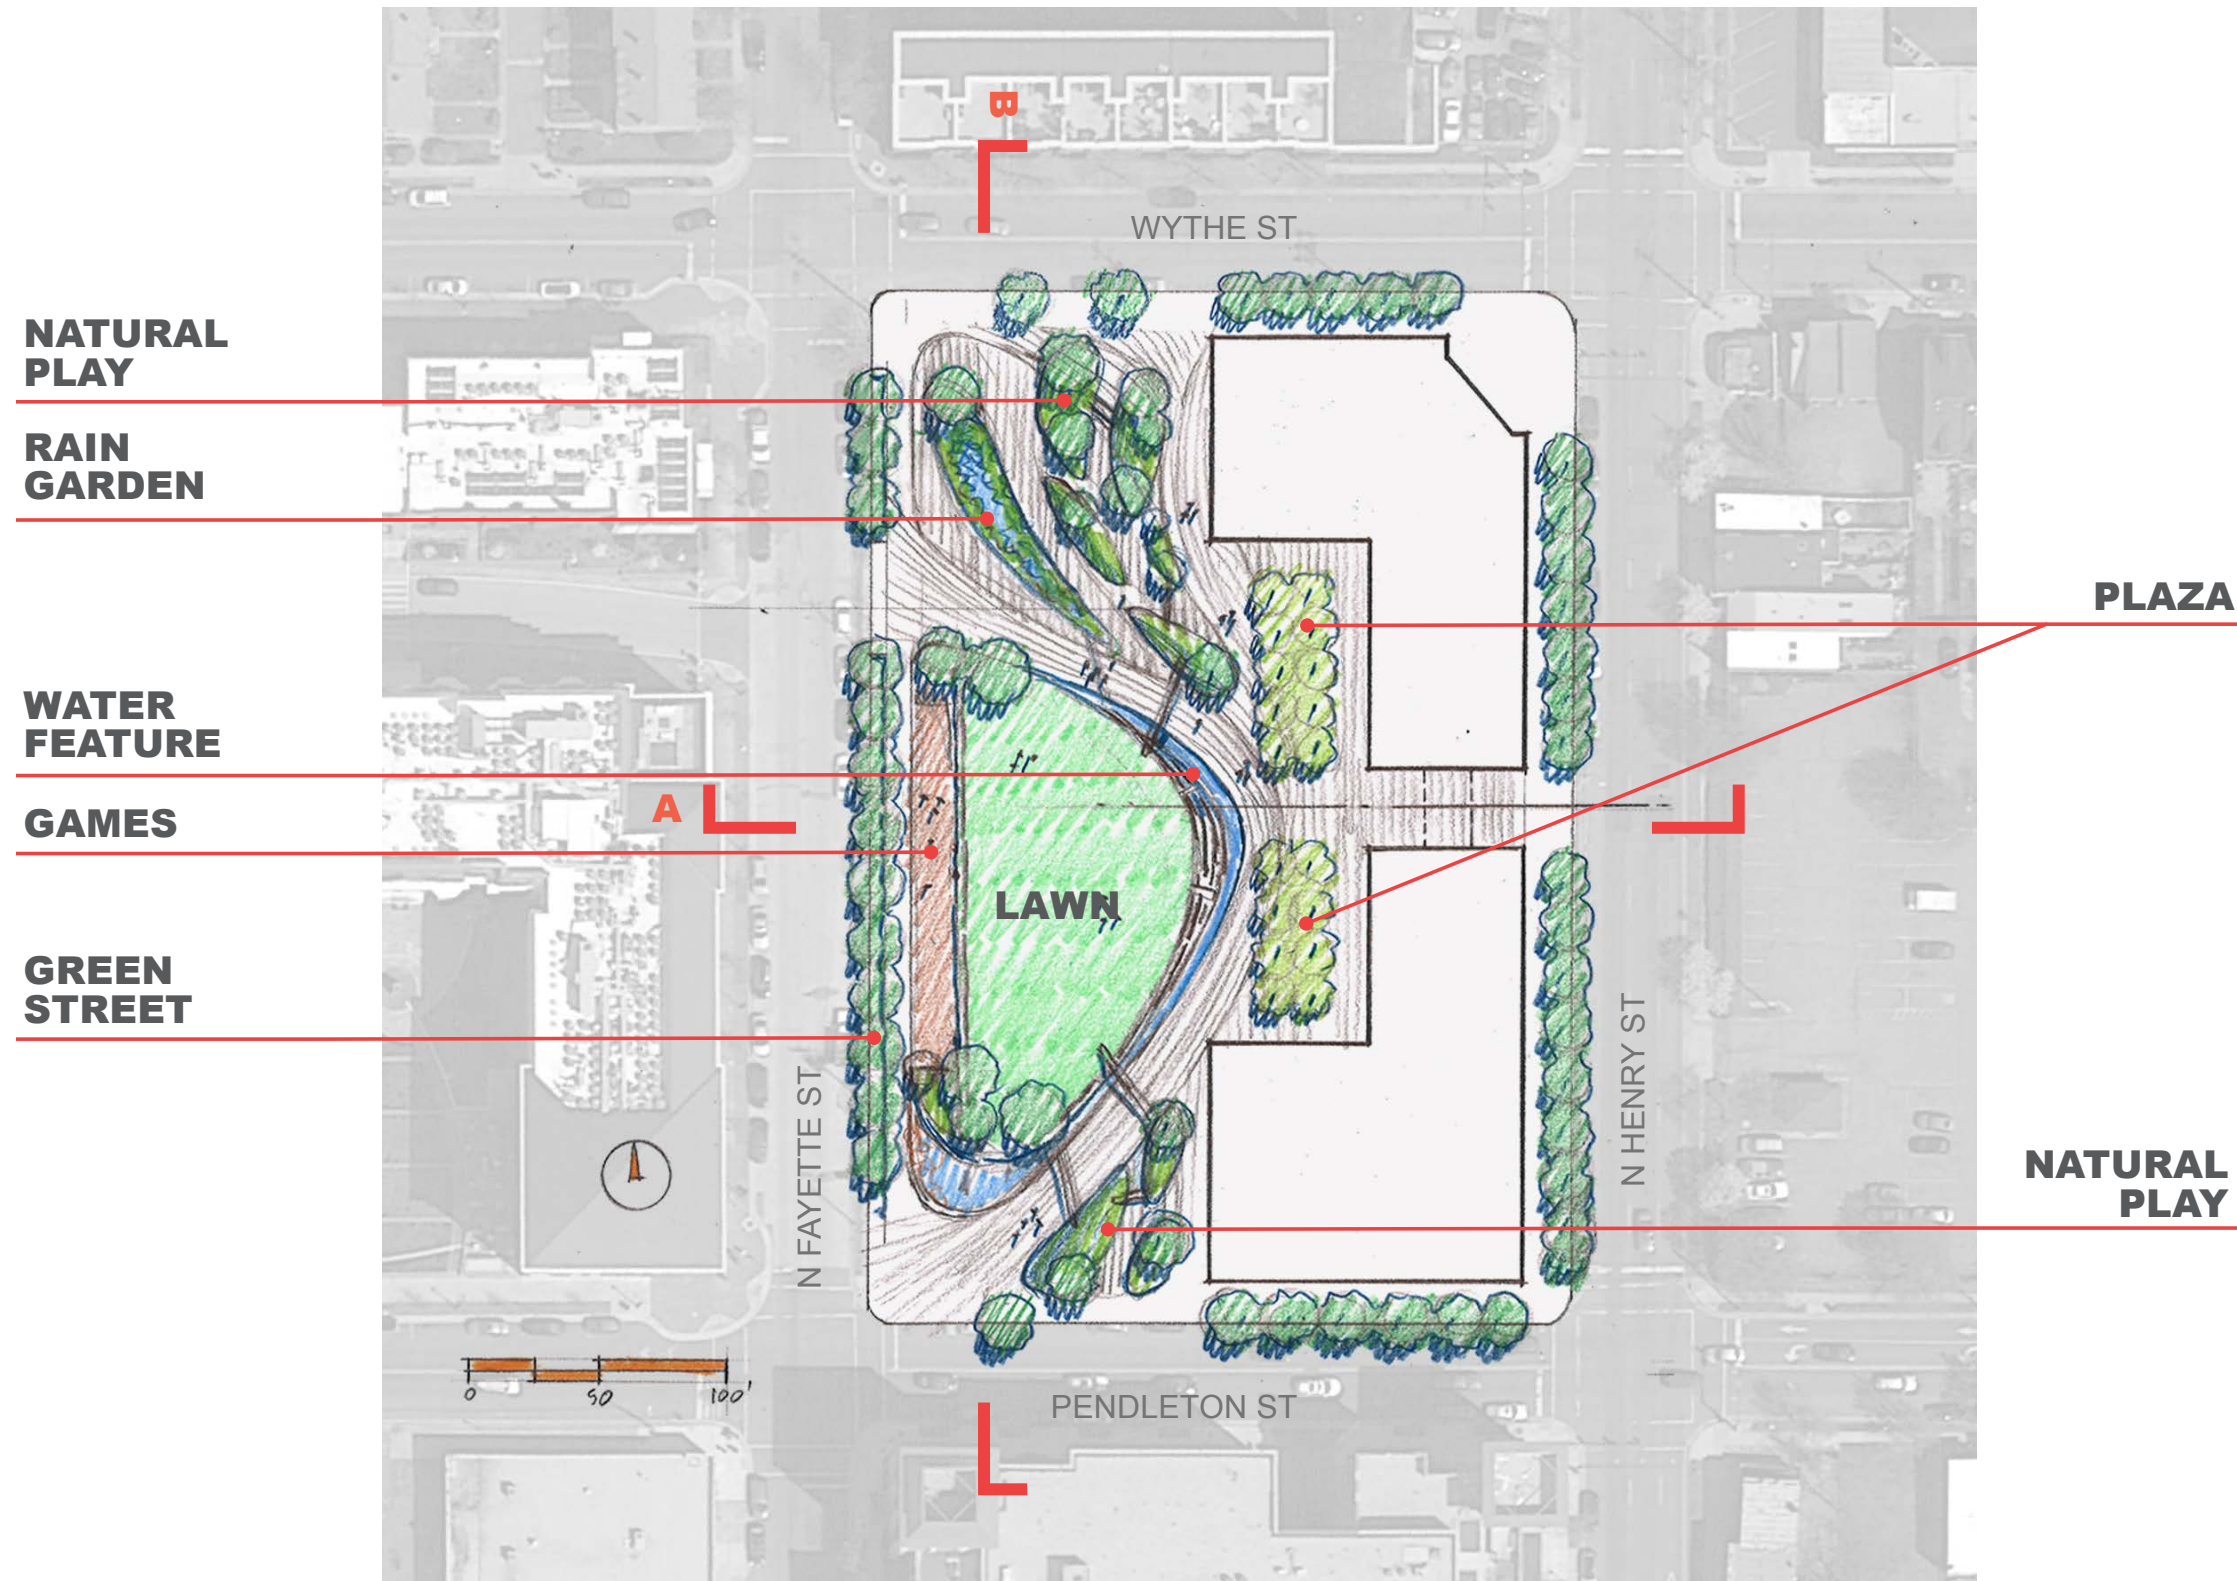 B
WYTHE ST
NATURAL
PLAY
RAIN
GARDEN
PLAZA
WATER
FEATURE
A
GAMES
LAWN
GREEN
STREET
N FAYETTE ST
N HENRY ST
NATURAL
PLAY
0 50 100'
PENDLETON ST